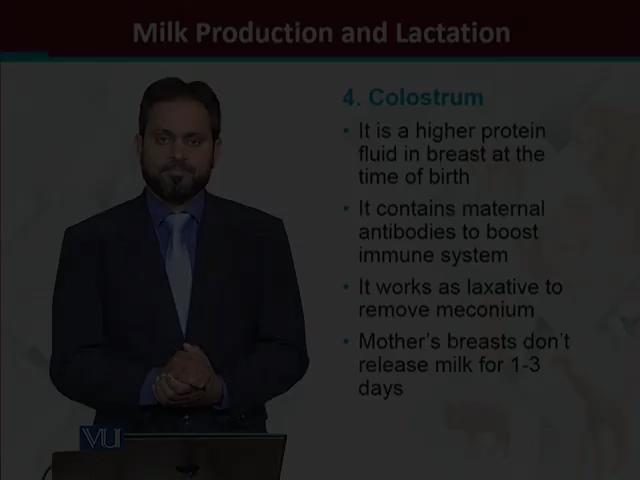 Milk Production and Lactation
4. Colostrum
• It is a higher protein
fluid in breast at the
time of birth
• It contains maternal
antibodies to boost
immune system
• It works as laxative to
remove meconium
• Mother's breasts don't
release milk for 1-3
days
VU